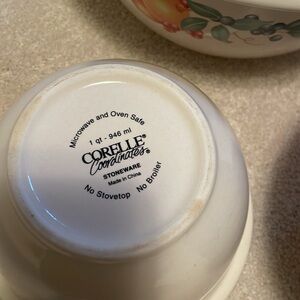 Microwave and Oven Safe
1 qt - 946 ml
CORELLE®
Coordinates®
STONEWARE
Made in China
No Stovetop No Broiler